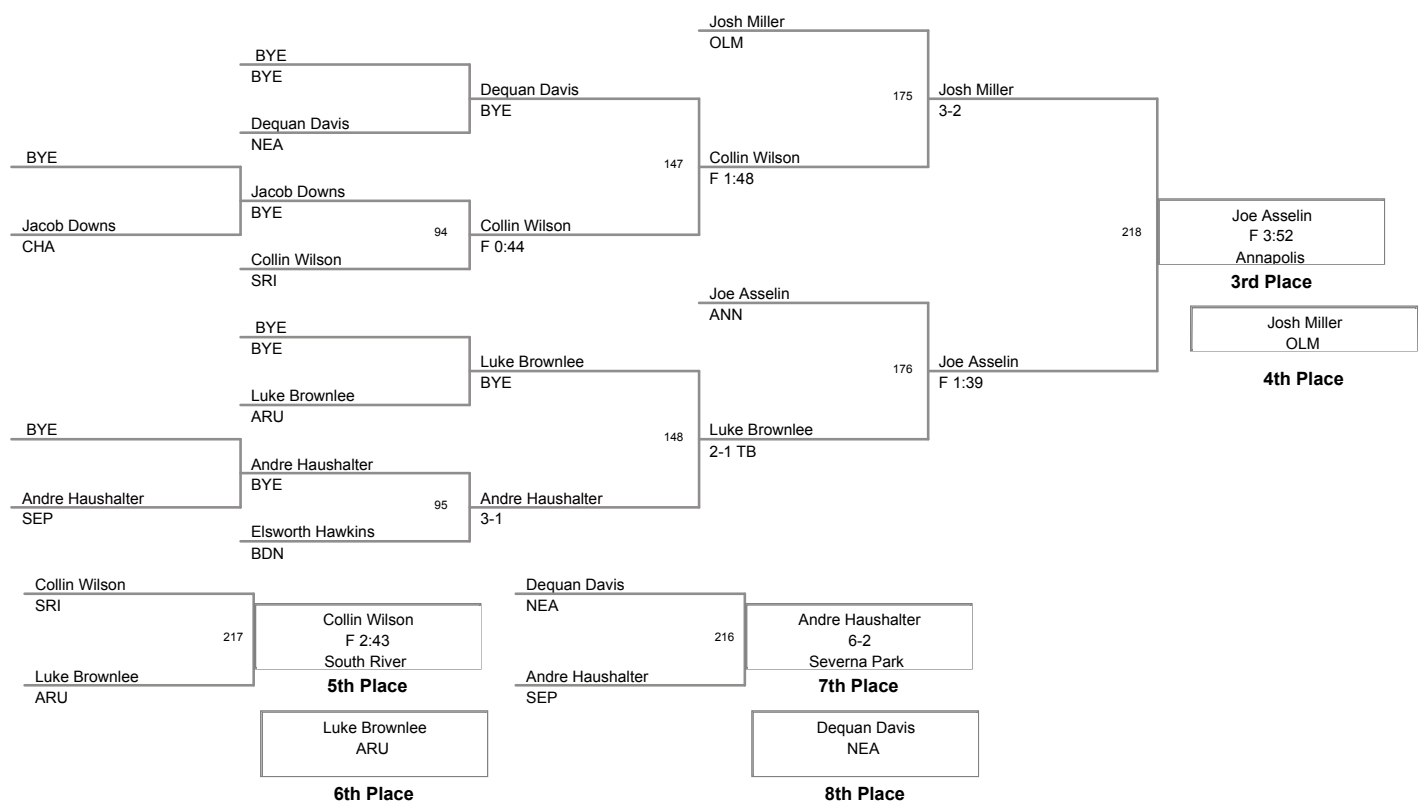 Josh Miller
OLM
BYE
BYE
Dequan Davis
BYE
175
Josh Miller
3-2
Dequan Davis
NEA
BYE
147
Collin Wilson
F 1:48
Jacob Downs
BYE
Jacob Downs
CHA
94
Collin Wilson
F 0:44
218
Joe Asselin
F 3:52
Annapolis
3rd Place
Collin Wilson
SRI
Joe Asselin
ANN
Josh Miller
OLM
4th Place
BYE
BYE
Luke Brownlee
BYE
176
Joe Asselin
F 1:39
Luke Brownlee
ARU
BYE
148
Luke Brownlee
2-1 TB
Andre Haushalter
BYE
Andre Haushalter
SEP
95
Andre Haushalter
3-1
Elsworth Hawkins
BDN
Collin Wilson
SRI
217
Collin Wilson
F 2:43
South River
5th Place
Luke Brownlee
ARU
Luke Brownlee
ARU
6th Place
Dequan Davis
NEA
216
Andre Haushalter
6-2
Severna Park
7th Place
Andre Haushalter
SEP
Dequan Davis
NEA
8th Place